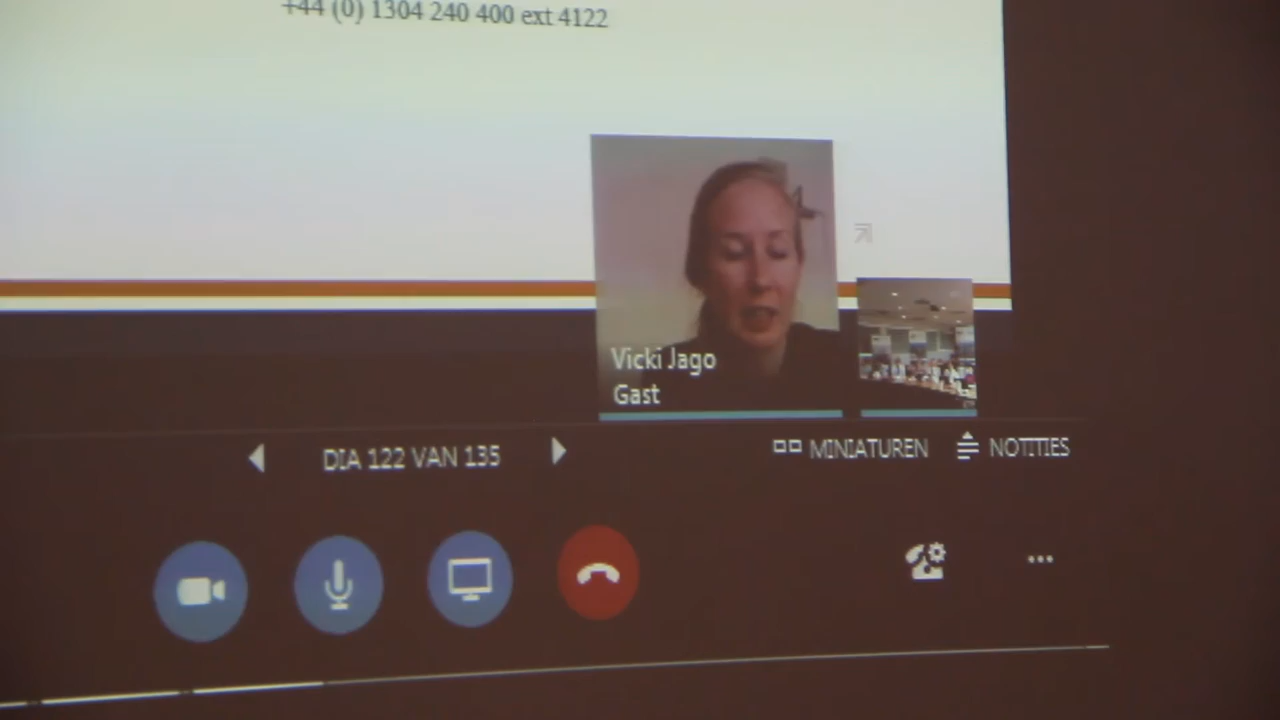 +44 (0) 1304 240 400 ext 4122
Vicki Jago
Gast
DIA 122 VAN 135
MINIATUREN
NOTITIES